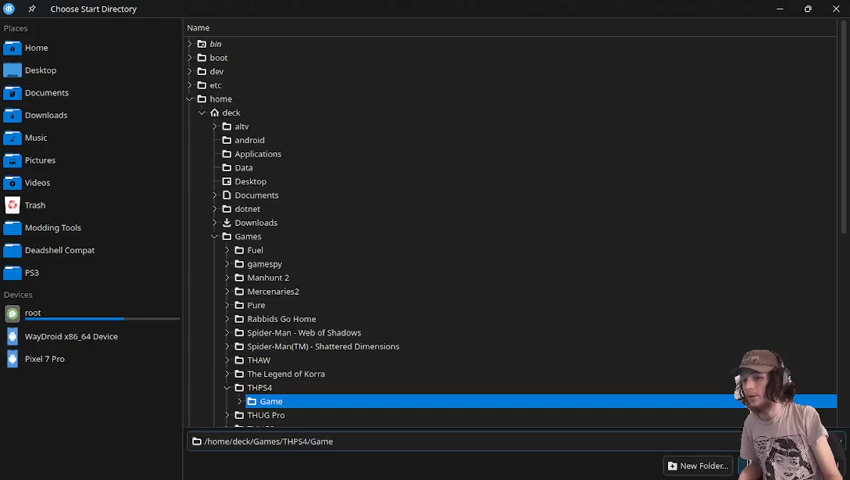 Choose Start Directory
Places
Home
Desktop
Documents
Downloads
Music
Pictures
Videos
Trash
Modding Tools
Deadshell Compat
PS3
Devices
root
WayDroid x86_64 Device
Pixel 7 Pro
Name
bin
boot
dev
etc
home
deck
altv
android
Applications
Data
Desktop
Documents
dotnet
Downloads
Games
Fuel
gamespy
Manhunt 2
Mercenaries2
Pure
Rabbids Go Home
Spider-Man - Web of Shadows
Spider-Man(TM) - Shattered Dimensions
THAW
The Legend of Korra
THPS4
Game
THUG Pro
/home/deck/Games/THPS4/Game
New Folder...